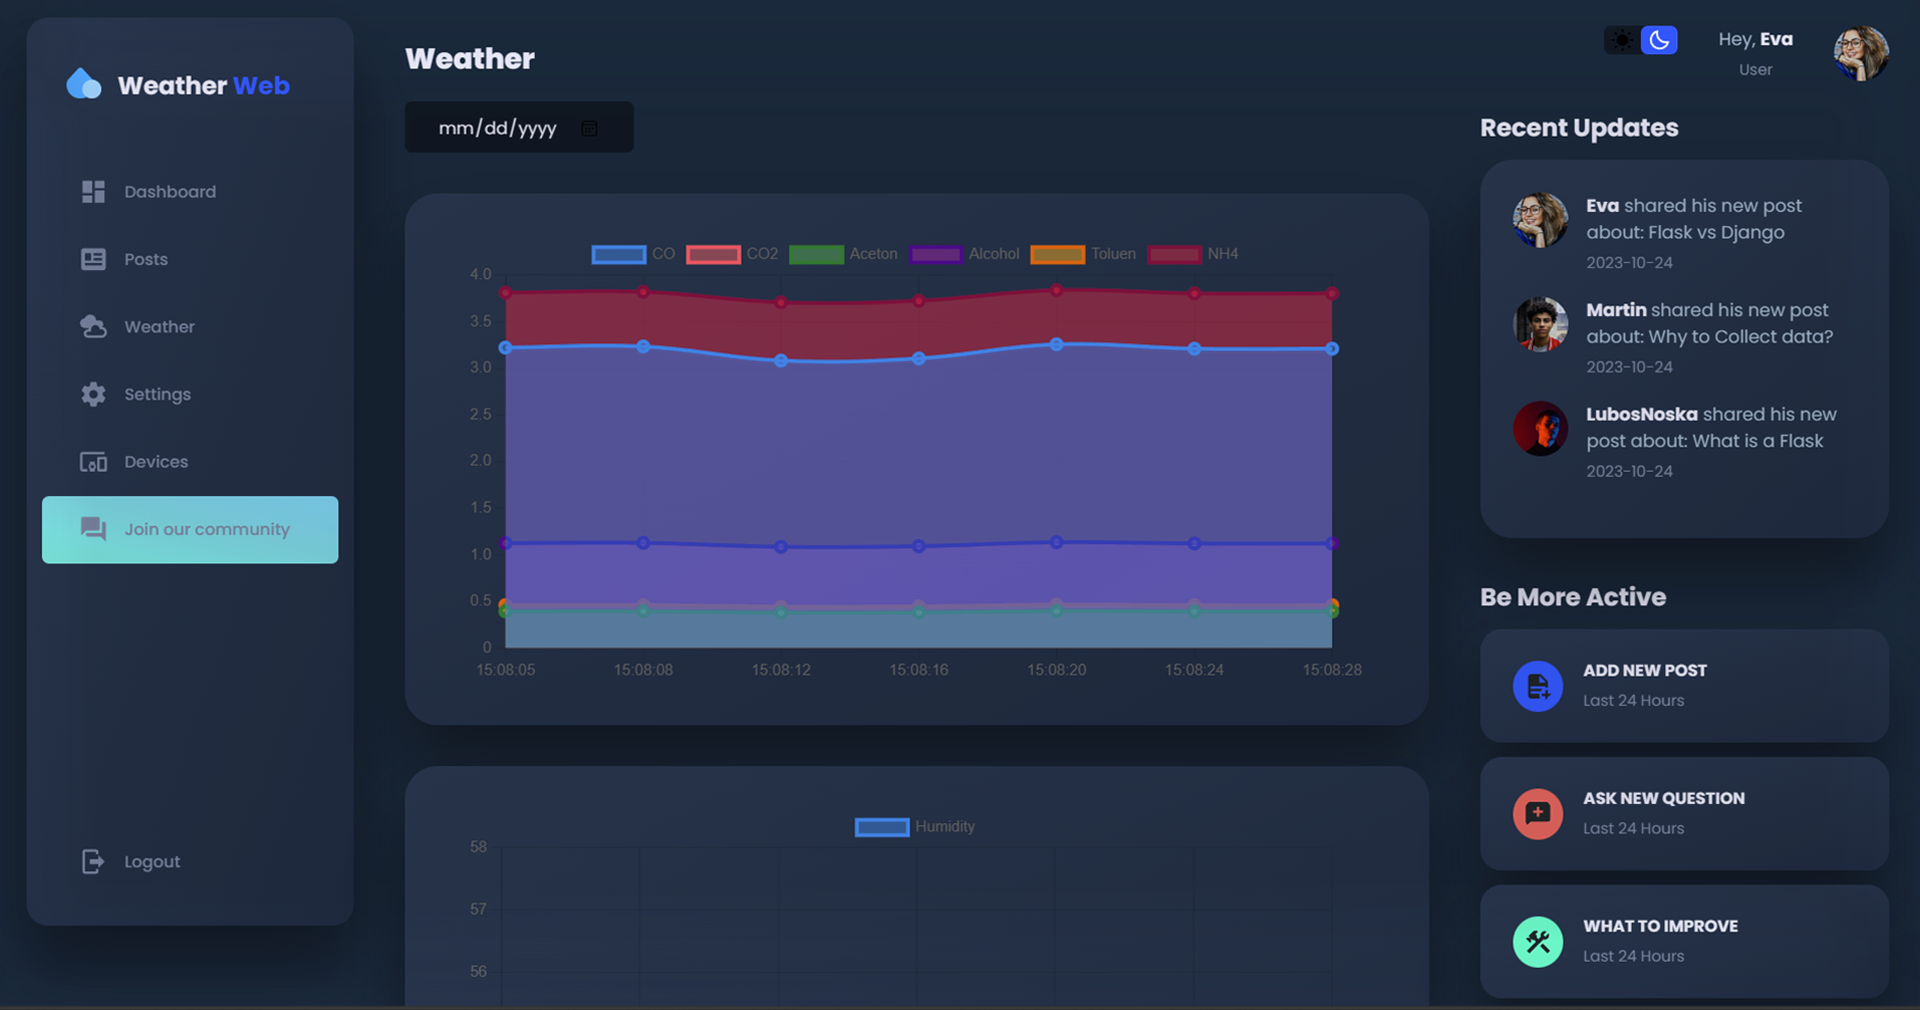 Weather Web
Dashboard
Posts
Weather
Settings
Devices
Join our community
Logout
Weather
mm/dd/yyyy
CO CO2 Aceton Alcohol Toluen NH4
4.0
3.5
3.0
2.5
2.0
1.5
1.0
0.5
0
15:08:05 15:08:08 15:08:12 15:08:16 15:08:20 15:08:24 15:08:28
Humidity
58
57
56
Hey, Eva
User
Recent Updates
Eva shared his new post
about: Flask vs Django
2023-10-24
Martin shared his new post
about: Why to Collect data?
2023-10-24
LubosNoska shared his new
post about: What is a Flask
2023-10-24
Be More Active
ADD NEW POST
Last 24 Hours
ASK NEW QUESTION
Last 24 Hours
WHAT TO IMPROVE
Last 24 Hours